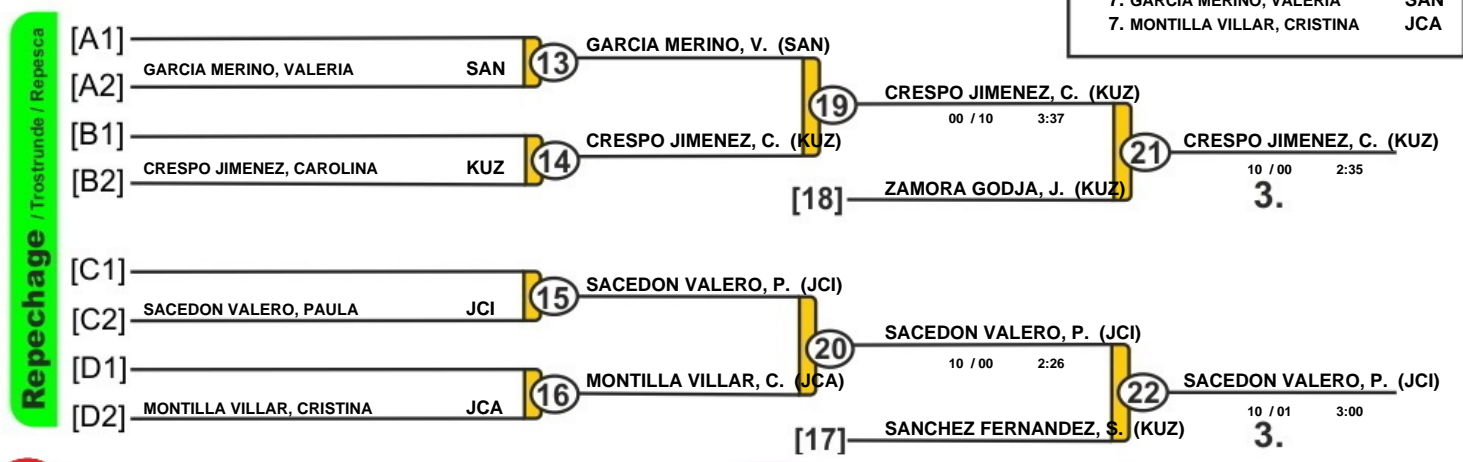 7. GARCIA MERINO, VALERIA SAN
7. MONTILLA VILLAR, CRISTINA JCA
Repechage / Trostrunde / Repesca
[A1]
GARCIA MERINO, VALERIA SAN
[A2]
13
GARCIA MERINO, V. (SAN)
[B1]
CRESPO JIMENEZ, CAROLINA KUZ
[B2]
14
CRESPO JIMENEZ, C. (KUZ)
19
CRESPO JIMENEZ, C. (KUZ)
00 / 10 3:37
[18]
ZAMORA GODJA, J. (KUZ)
21
CRESPO JIMENEZ, C. (KUZ)
10 / 00 2:35
3.
[C1]
SACEDON VALERO, PAULA JCI
[C2]
15
SACEDON VALERO, P. (JCI)
[D1]
MONTILLA VILLAR, CRISTINA JCA
[D2]
16
MONTILLA VILLAR, C. (JCA)
20
SACEDON VALERO, P. (JCI)
10 / 00 2:26
[17]
SANCHEZ FERNANDEZ, S. (KUZ)
22
SACEDON VALERO, P. (JCI)
10 / 01 3:00
3.